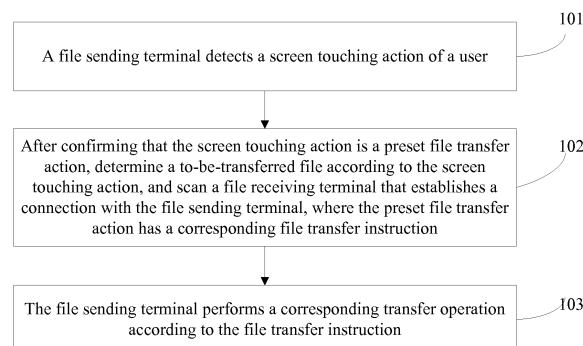 101
A file sending terminal detects a screen touching action of a user
102
After confirming that the screen touching action is a preset file transfer
action, determine a to-be-transferred file according to the screen
touching action, and scan a file receiving terminal that establishes a
connection with the file sending terminal, where the preset file transfer
action has a corresponding file transfer instruction
103
The file sending terminal performs a corresponding transfer operation
according to the file transfer instruction